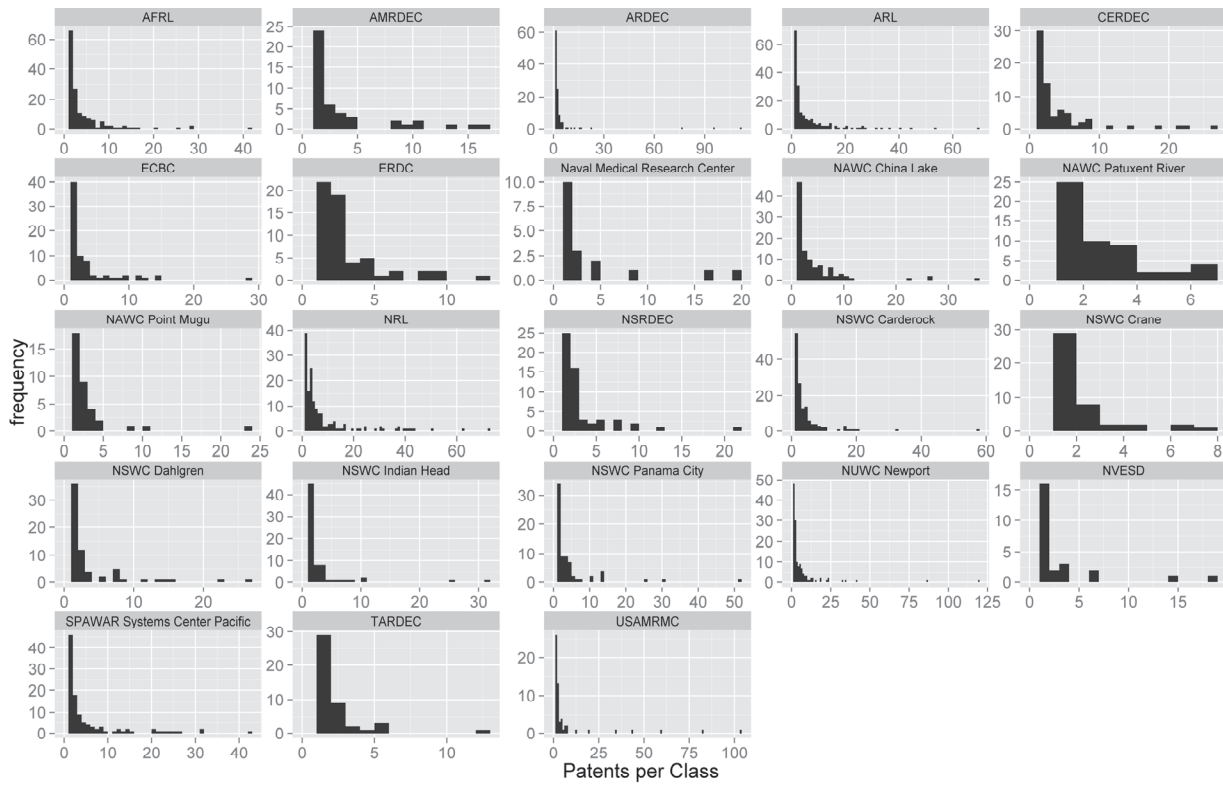 AFRL AMRDEC ARDEC ARL CERDEC
60 40 20 0
0 10 20 30 40
25 20 15 10 5 0
0 5 10 15
60 40 20 0
0 30 60 90
60 40 20 0
0 20 40 60
30 20 10 0
0 10 20
ECBC ERDC Naval Medical Research Center NAWC China Lake NAWC Patuxent River
40 30 20 10 0
0 10 20 30
20 15 10 5 0
0 5 10
10.0 7.5 5.0 2.5 0.0
0 5 10 15 20
40 30 20 10 0
0 10 20 30
25 20 15 10 5 0
0 2 4 6
NAWC Point Mugu NRL NSRDEC NSWC Carderock NSWC Crane
15 10 5 0
0 5 10 15 20 25
40 30 20 10 0
0 20 40 60
25 20 15 10 5 0
0 5 10 15 20
40 20 0
0 20 40 60
30 20 10 0
0 2 4 6 8
NSWC Dahlgren NSWC Indian Head NSWC Panama City NUWC Newport NVESD
30 20 10 0
0 10 20
40 30 20 10 0
0 10 20 30
30 20 10 0
0 10 20 30 40 50
50 40 30 20 10 0
0 25 50 75 100 125
15 10 5 0
0 5 10 15
SPAWAR Systems Center Pacific TARDEC USAMRMC
40 30 20 10 0
0 10 20 30 40
30 20 10 0
0 5 10
20 10 0
0 25 50 75 100
frequency
Patents per Class